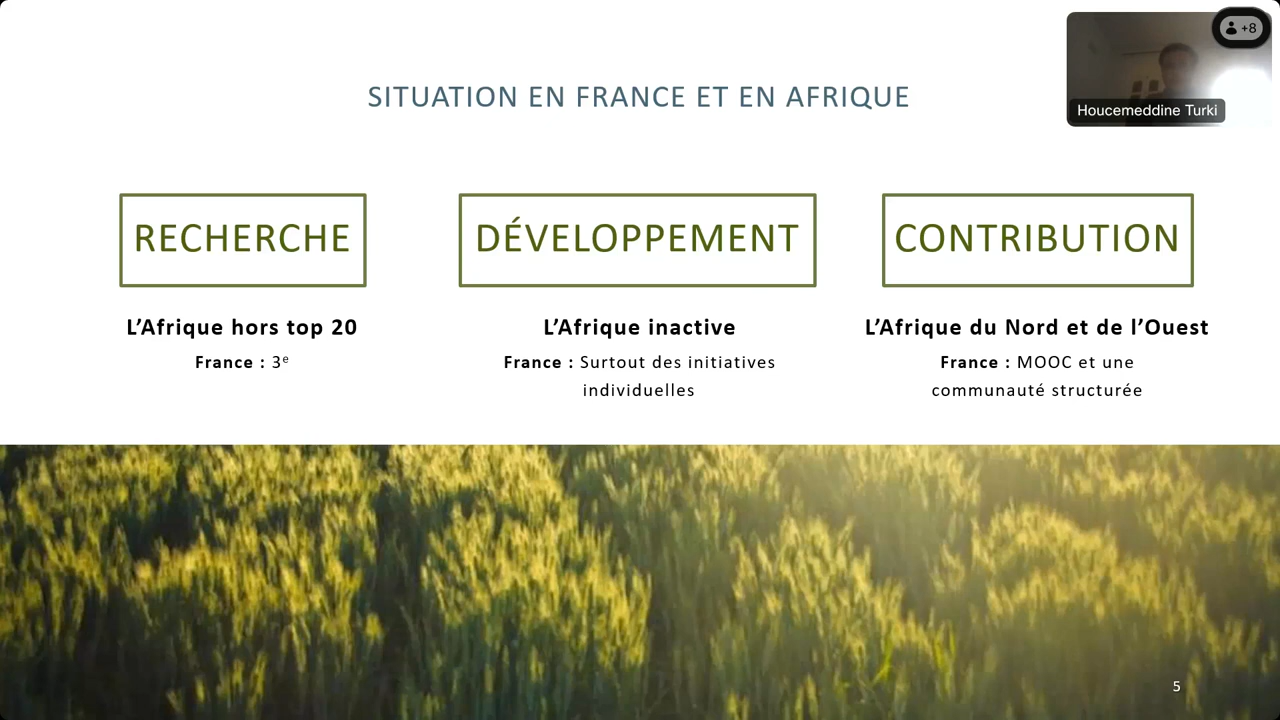 +8
Houcemeddine Turki
SITUATION EN FRANCE ET EN AFRIQUE
RECHERCHE
L’Afrique hors top 20
France : 3ᵉ
DÉVELOPPEMENT
L’Afrique inactive
France : Surtout des initiatives
individuelles
CONTRIBUTION
L’Afrique du Nord et de l’Ouest
France : MOOC et une
communauté structurée
5